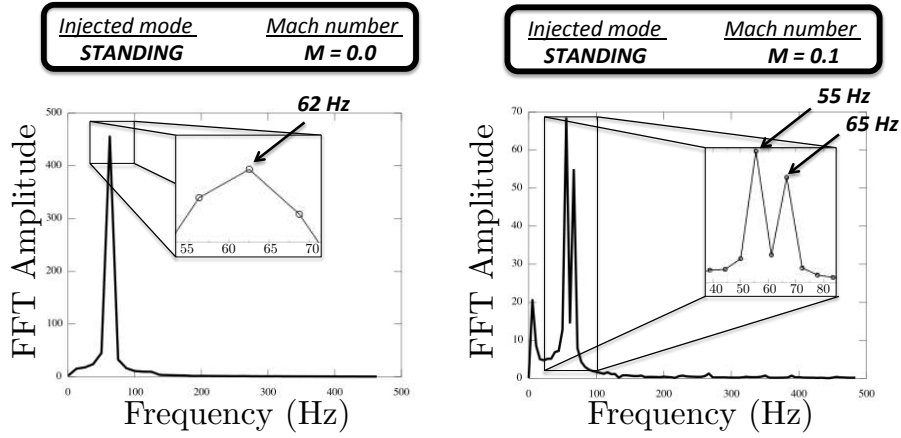 Injected mode Mach number
STANDING M = 0.0
62 Hz
500
400
300
200
100
0
55 60 65 70
0 100 200 300 400 500
FFT Amplitude
Frequency (Hz)
Injected mode Mach number
STANDING M = 0.1
55 Hz
65 Hz
70
60
50
40
30
20
10
0
40 50 61 70 80
0 100 200 300 400 500
FFT Amplitude
Frequency (Hz)